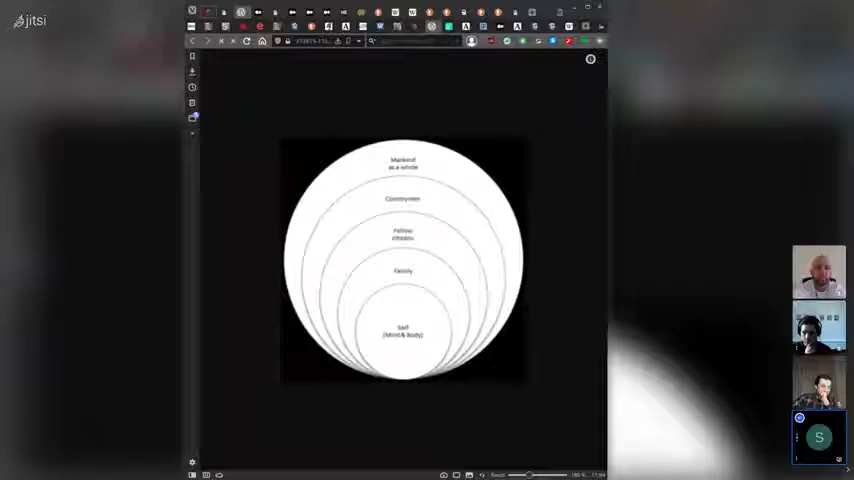 jitsi
Mankind
as a whole
Countrymen
Fellow
citizens
Family
Self
(Mind & Body)
S